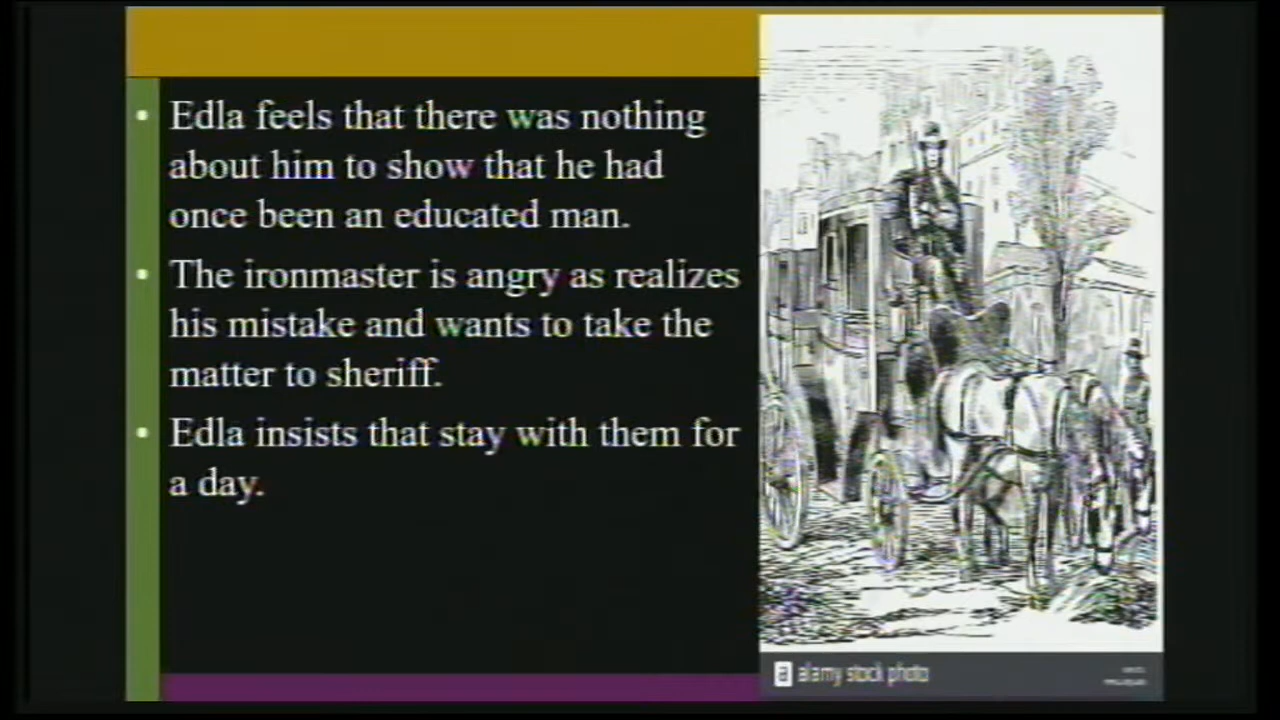 • Edla feels that there was nothing
about him to show that he had
once been an educated man.
• The ironmaster is angry as realizes
his mistake and wants to take the
matter to sheriff.
• Edla insists that stay with them for
a day.
a alamy stock photo